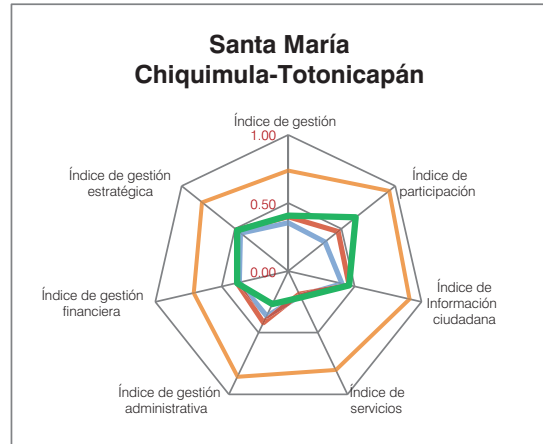 Santa María
Chiquimula-Totonicapán
Índice de gestión
1.00
Índice de gestión
estratégica
Índice de
participación
0.50
0.00
Índice de gestión
financiera
Índice de
Información
ciudadana
Índice de gestión
administrativa
Índice de
servicios